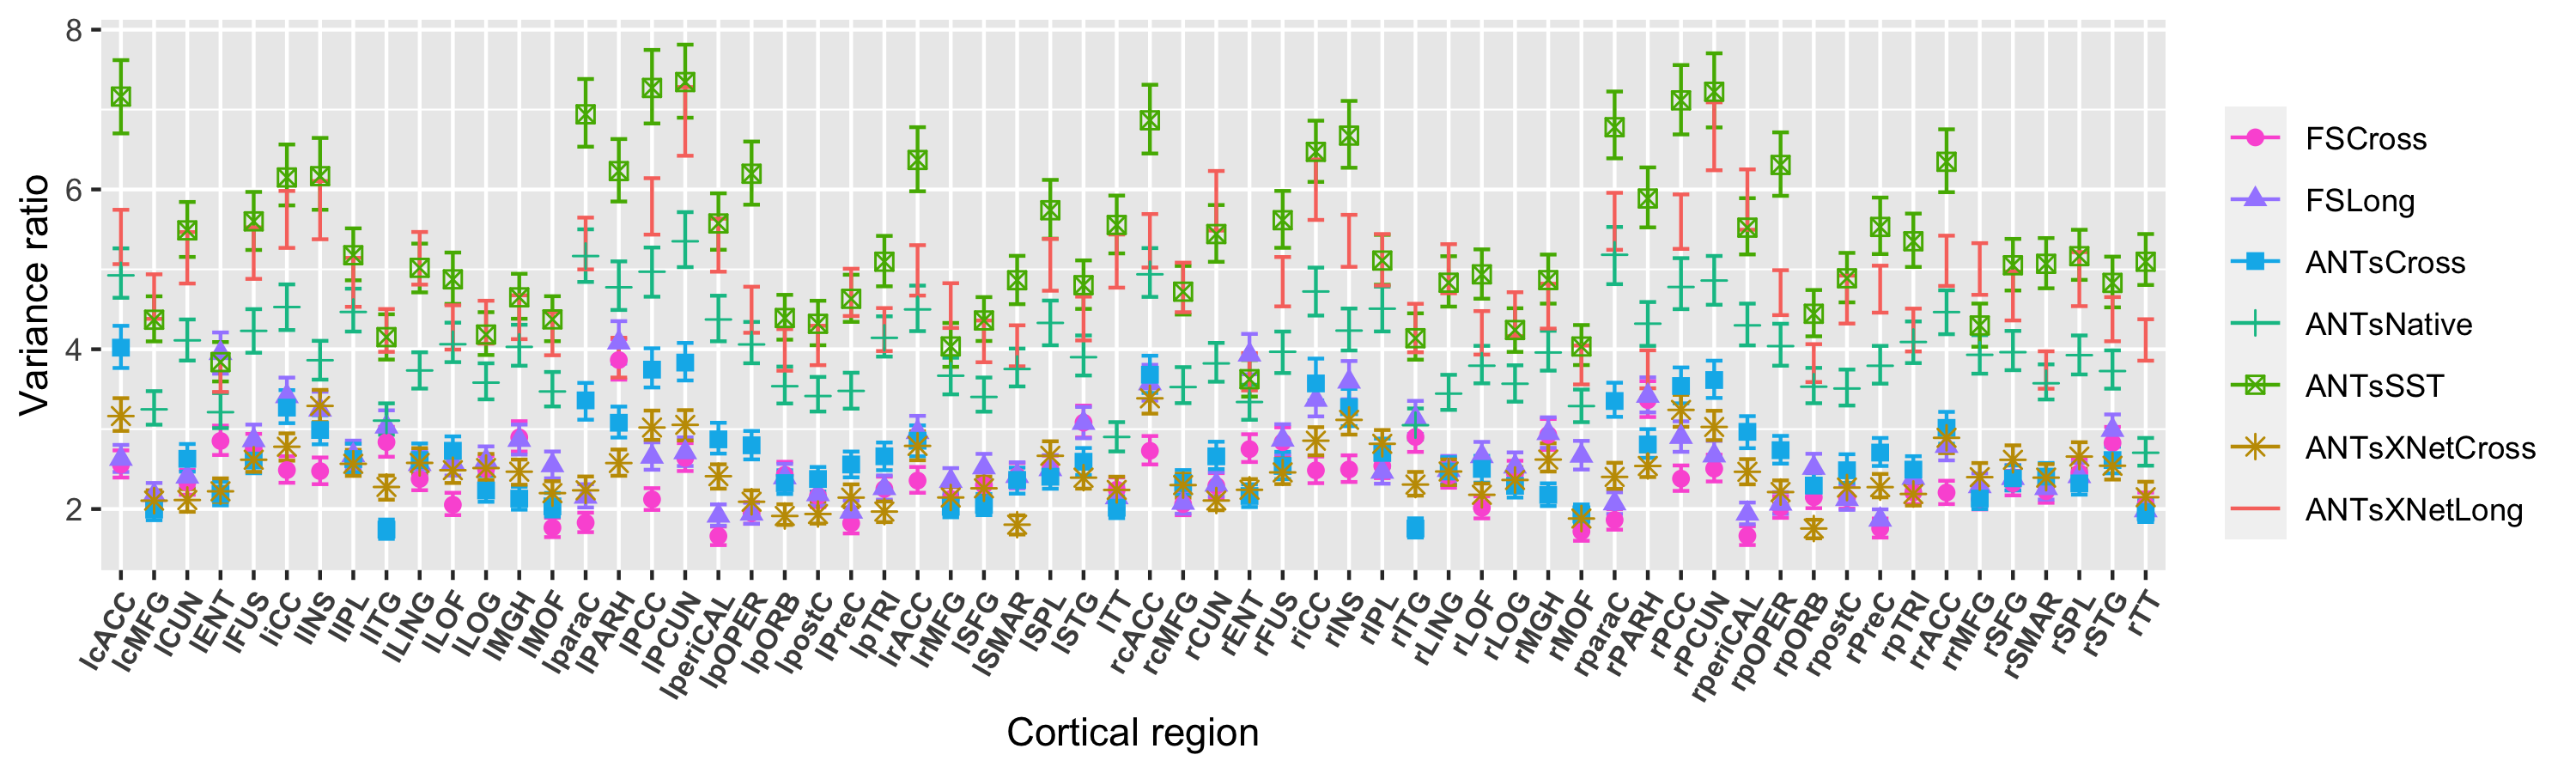 8
6
4
2
Variance ratio
lcACC
lcMFG
lCUN
lENT
lFUS
liCC
lINS
lIPL
lITG
lLING
lLOF
lLOG
lMGH
lMOF
lparaC
lPARH
lPCC
lPCUN
lperiCAL
lpOPER
lpORB
lpostC
lPreC
lpTRI
lrACC
lrMFG
lSFG
lSMAR
lSPL
lSTG
lTT
rcACC
rcMFG
rCUN
rENT
rFUS
riCC
rINS
rIPL
rITG
rLING
rLOF
rLOG
rMGH
rMOF
rparaC
rPARH
rPCC
rPCUN
rperiCAL
rpOPER
rpORB
rpostC
rPreC
rpTRI
rrACC
rrMFG
rSFG
rSMAR
rSPL
rSTG
rTT
Cortical region
FSCross
FSLong
ANTsCross
ANTsNative
ANTsSST
ANTsXNetCross
ANTsXNetLong